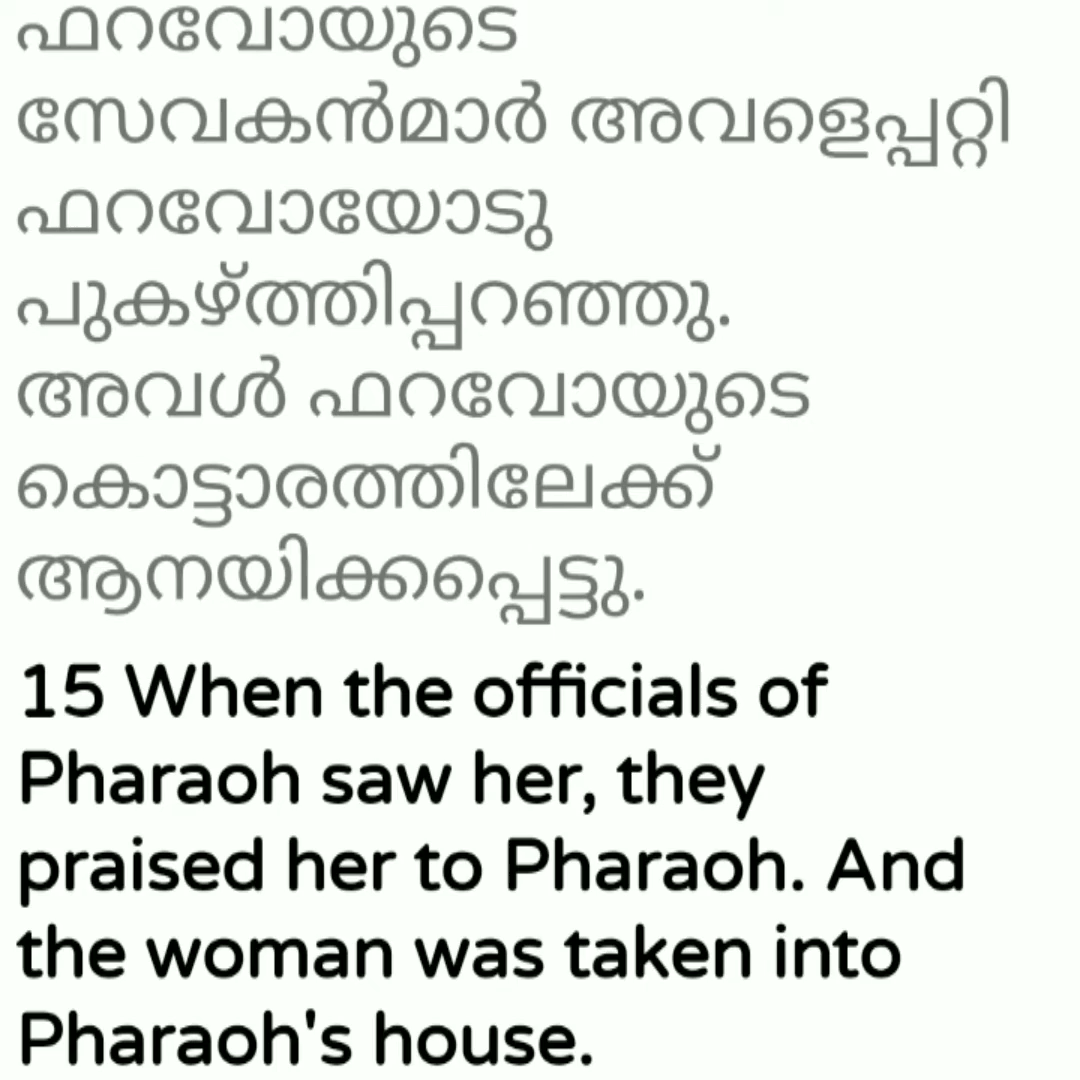 ഫറവോയുടെ
സേവകൻമാർ അവളെപ്പറ്റി
ഫറവോയോടു
പുകഴ്ത്തിപ്പറഞ്ഞു.
അവൾ ഫറവോയുടെ
കൊട്ടാരത്തിലേക്ക്
ആനയിക്കപ്പെട്ടു.
15 When the officials of
Pharaoh saw her, they
praised her to Pharaoh. And
the woman was taken into
Pharaoh's house.